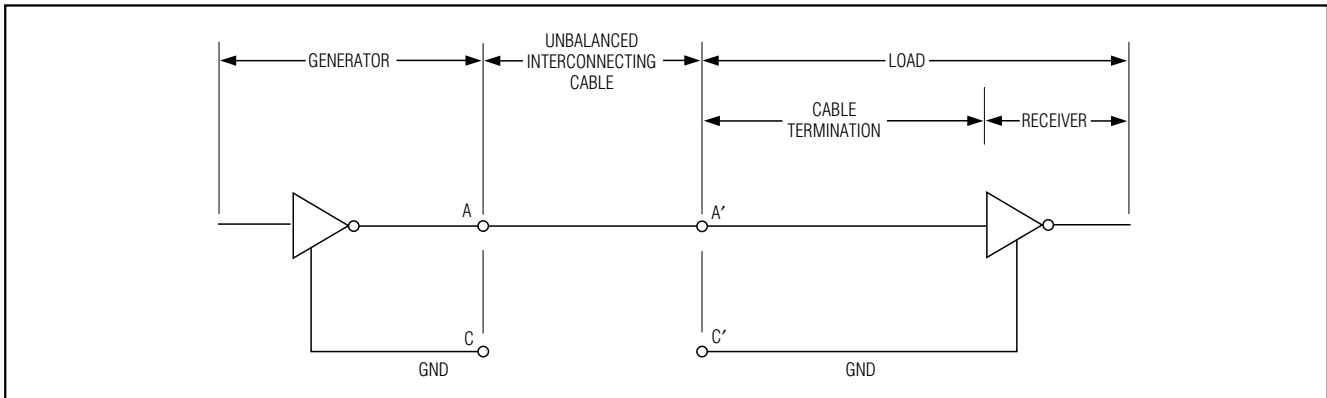 GENERATOR
UNBALANCED
INTERCONNECTING
CABLE
LOAD
CABLE
TERMINATION
RECEIVER
A
A′
C
C′
GND
GND